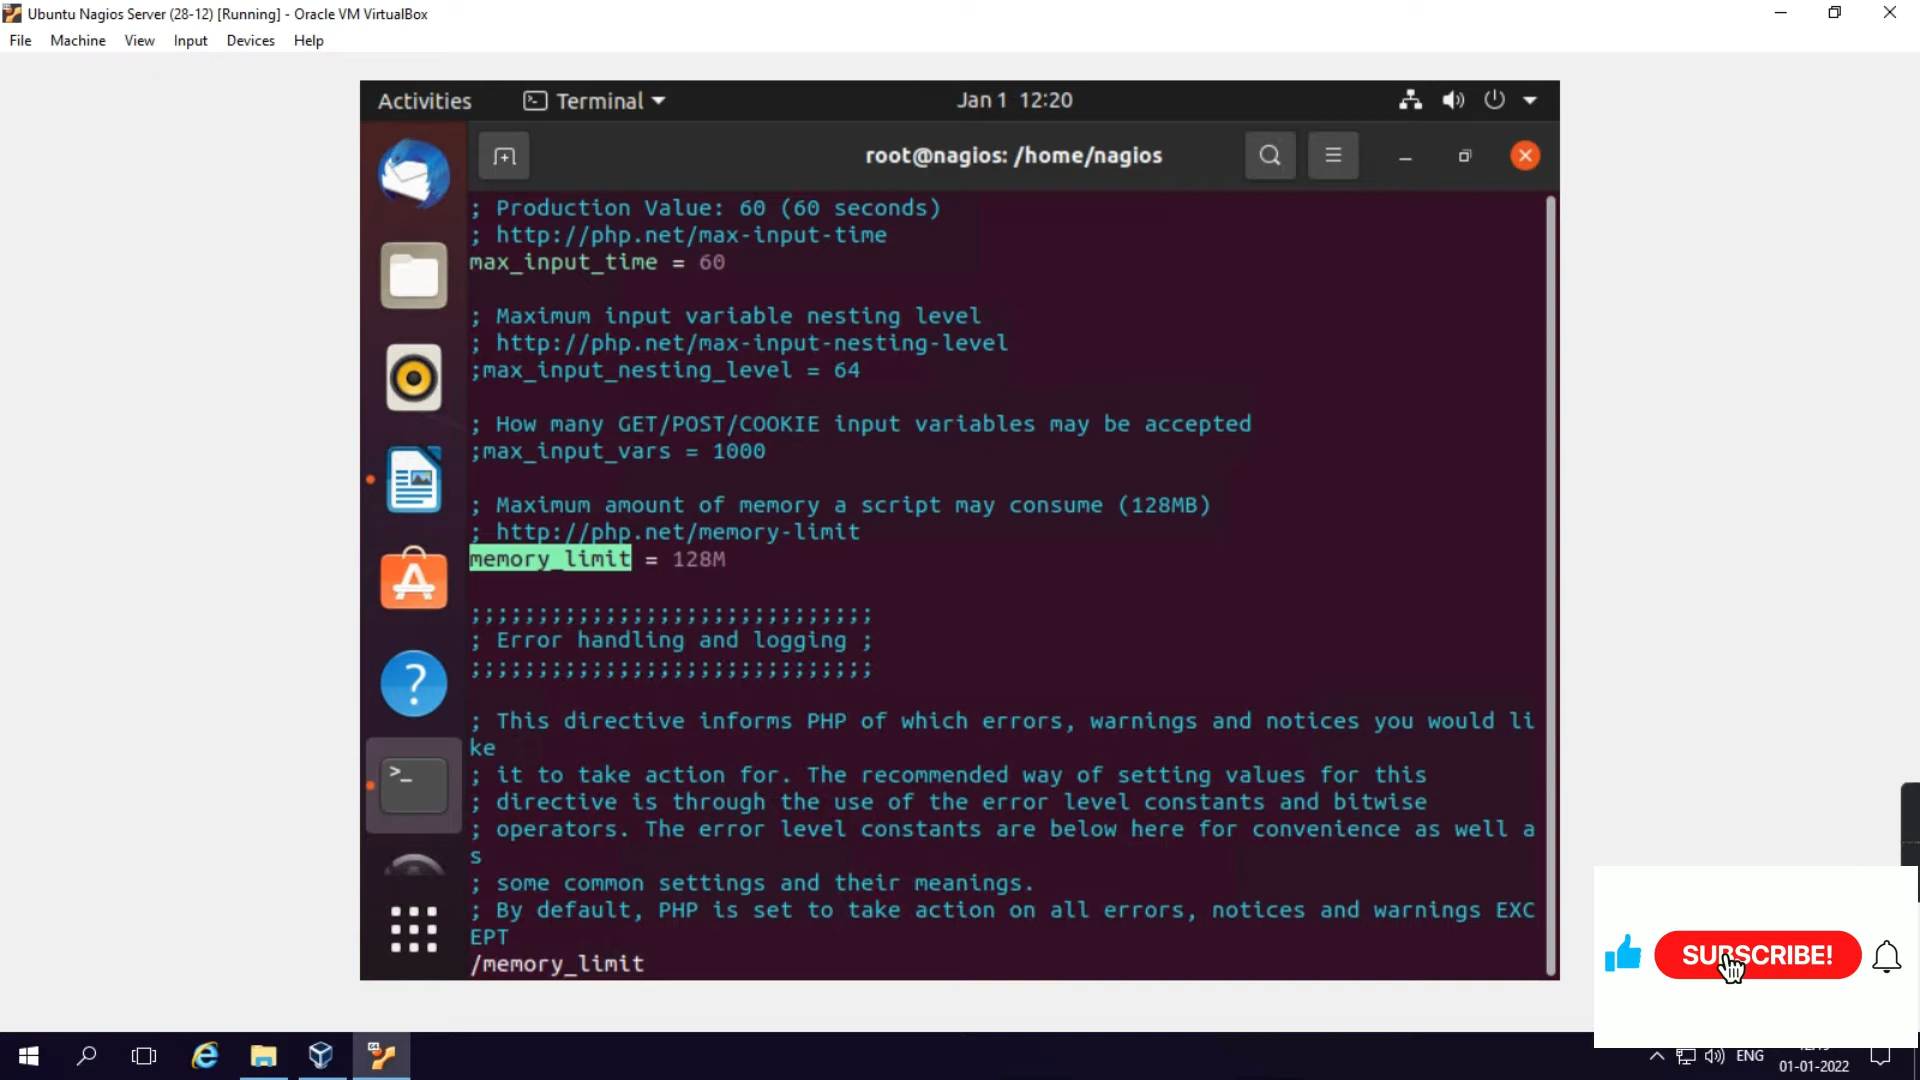 Ubuntu Nagios Server (28-12) [Running] - Oracle VM VirtualBox
File Machine View Input Devices Help
Activities Terminal Jan 1 12:20
root@nagios: /home/nagios
; Production Value: 60 (60 seconds)
; http://php.net/max-input-time
max_input_time = 60
; Maximum input variable nesting level
; http://php.net/max-input-nesting-level
;max_input_nesting_level = 64
; How many GET/POST/COOKIE input variables may be accepted
;max_input_vars = 1000
; Maximum amount of memory a script may consume (128MB)
; http://php.net/memory-limit
memory_limit = 128M
;;;;;;;;;;;;;;;;;;;;;;;;;;;;;;
; Error handling and logging ;
;;;;;;;;;;;;;;;;;;;;;;;;;;;;;;
; This directive informs PHP of which errors, warnings and notices you would li
ke
; it to take action for. The recommended way of setting values for this
; directive is through the use of the error level constants and bitwise
; operators. The error level constants are below here for convenience as well a
s
; some common settings and their meanings.
; By default, PHP is set to take action on all errors, notices and warnings EXC
EPT
/memory_limit
SUBSCRIBE!
ENG
01-01-2022